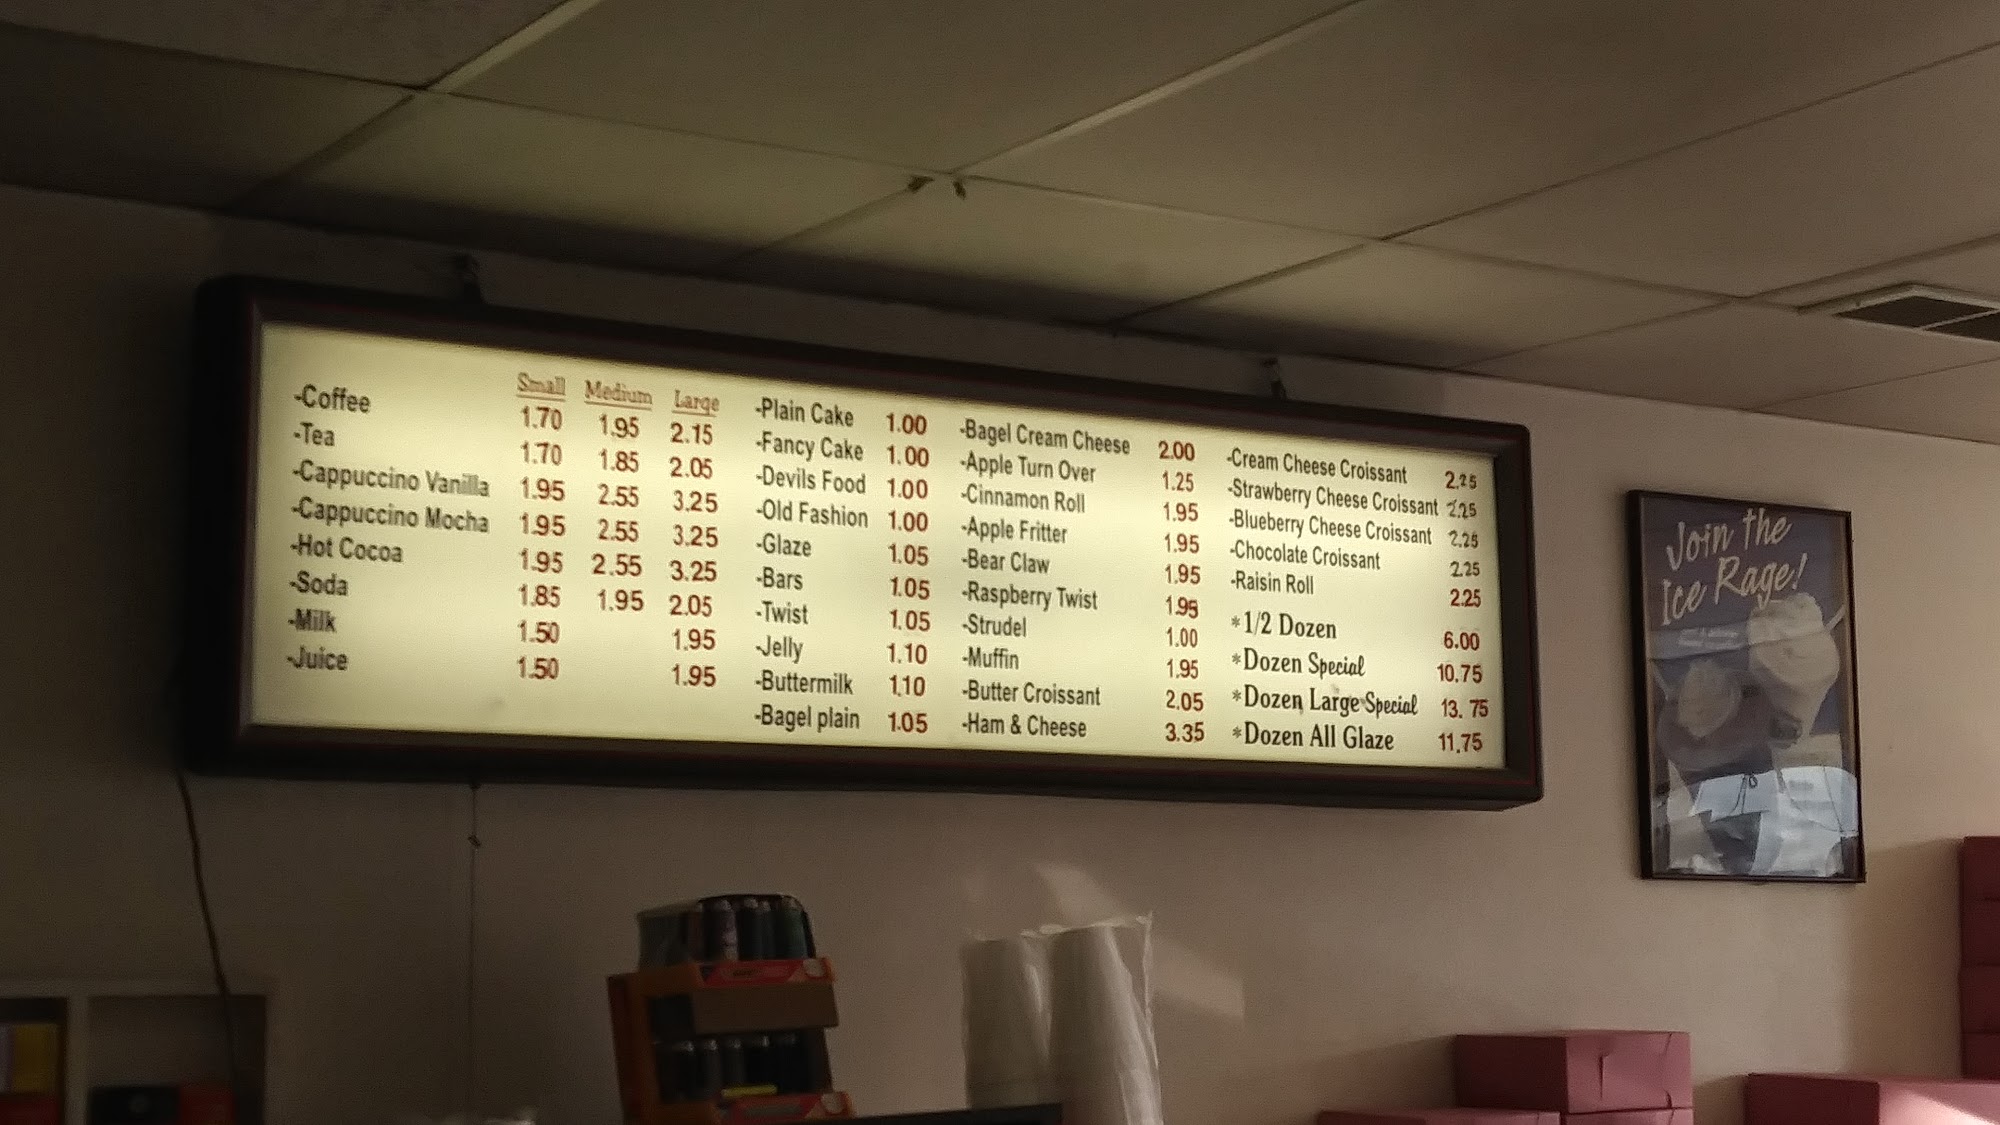 Small Medium Large
-Coffee 1.70 1.95 2.15
-Tea 1.70 1.85 2.05
-Cappuccino Vanilla 1.95 2.55 3.25
-Cappuccino Mocha 1.95 2.55 3.25
-Hot Cocoa 1.95 2.55 3.25
-Soda 1.85 1.95 2.05
-Milk 1.50 1.95
-Juice 1.50 1.95
-Plain Cake 1.00
-Fancy Cake 1.00
-Devils Food 1.00
-Old Fashion 1.00
-Glaze 1.05
-Bars 1.05
-Twist 1.05
-Jelly 1.10
-Buttermilk 1.10
-Bagel plain 1.05
-Bagel Cream Cheese 2.00
-Apple Turn Over 1.25
-Cinnamon Roll 1.95
-Apple Fritter 1.95
-Bear Claw 1.95
-Raspberry Twist 1.95
-Strudel 1.00
-Muffin 1.95
-Butter Croissant 2.05
-Ham & Cheese 3.35
-Cream Cheese Croissant 2.25
-Strawberry Cheese Croissant 2.25
-Blueberry Cheese Croissant 2.25
-Chocolate Croissant 2.25
-Raisin Roll 2.25
*1/2 Dozen 6.00
*Dozen Special 10.75
*Dozen Large Special 13.75
*Dozen All Glaze 11.75
Join the
Ice Rage!